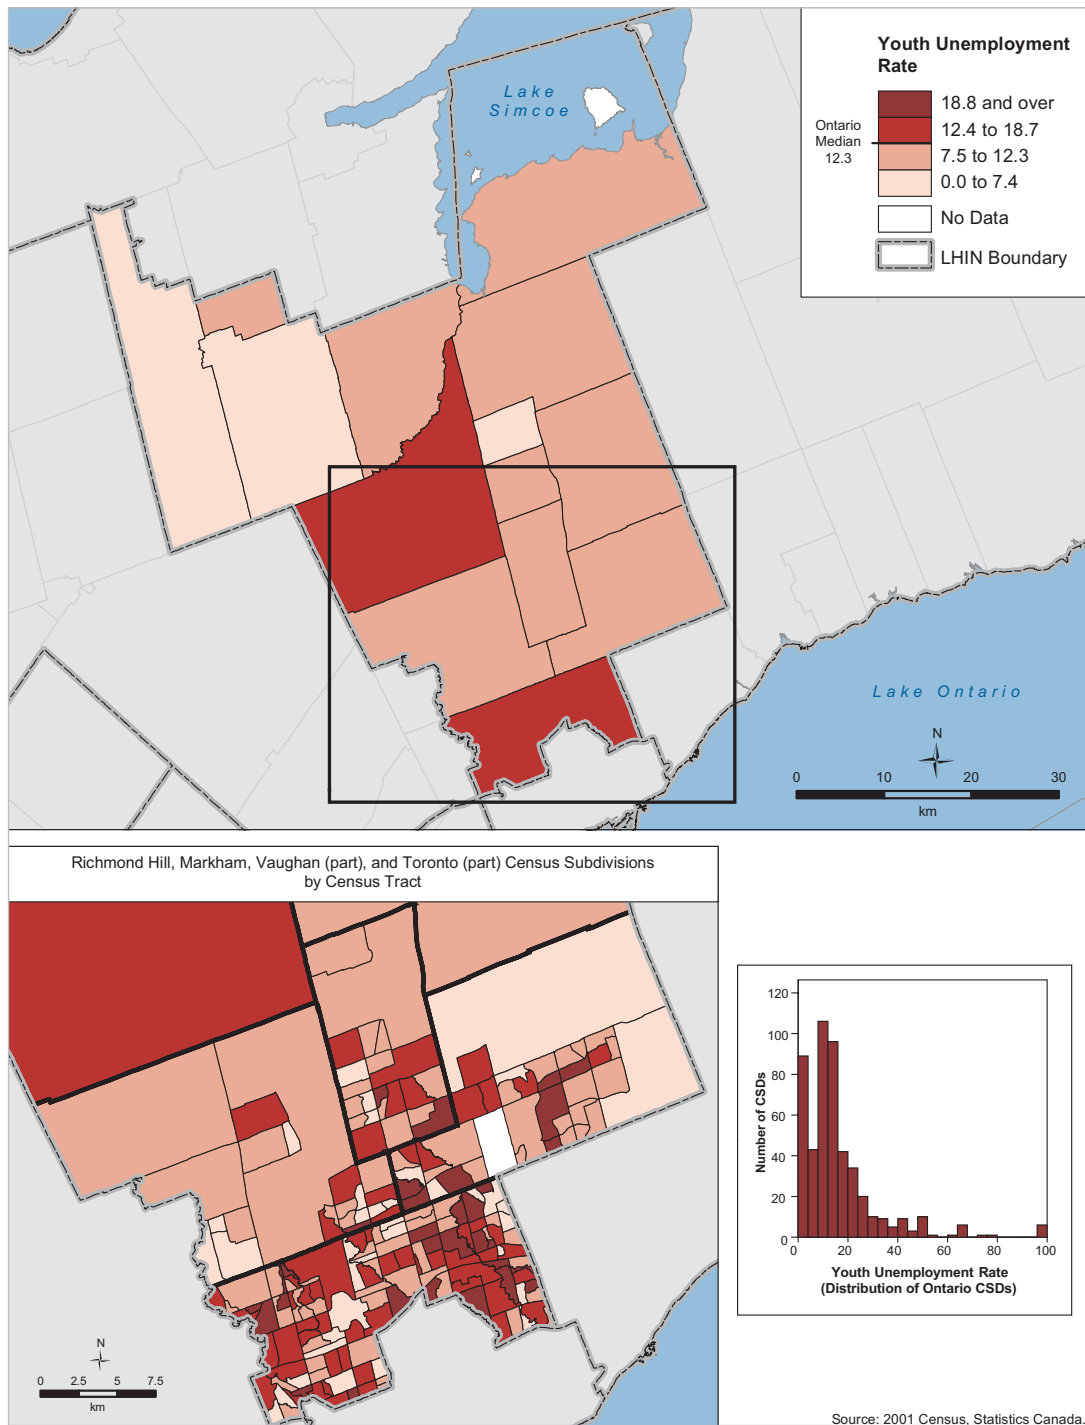 Youth Unemployment
Rate
18.8 and over
12.4 to 18.7
7.5 to 12.3
0.0 to 7.4
No Data
LHIN Boundary
Ontario
Median
12.3
Lake
Simcoe
Lake Ontario
N
0 10 20 30
km
Richmond Hill, Markham, Vaughan (part), and Toronto (part) Census Subdivisions
by Census Tract
N
0 2.5 5 7.5
km
120
100
80
60
40
20
0
Number of CSDs
0 20 40 60 80 100
Youth Unemployment Rate
(Distribution of Ontario CSDs)
Source: 2001 Census, Statistics Canada.